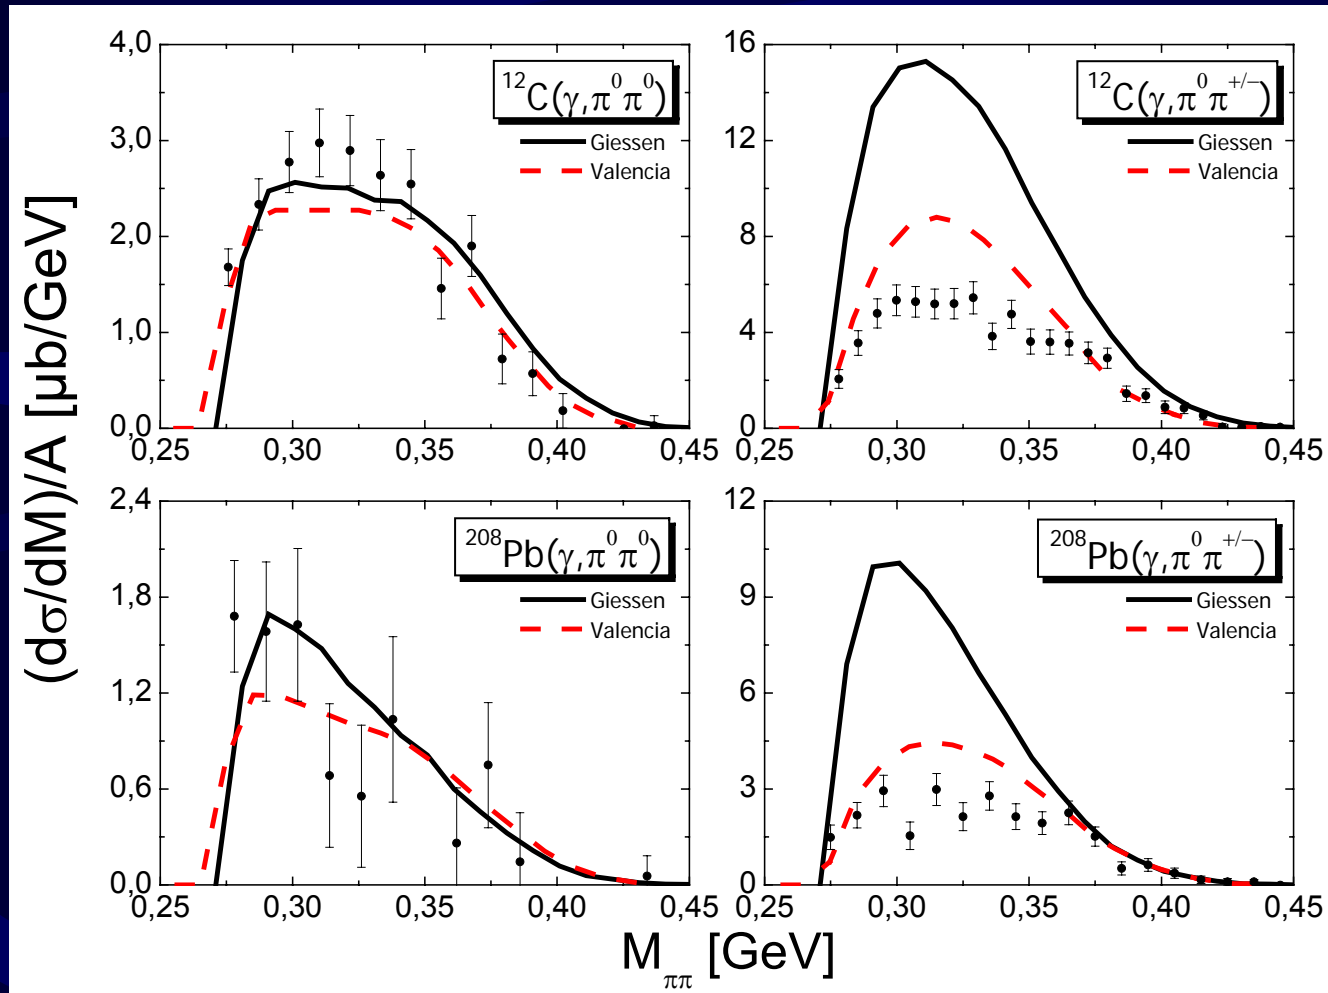 (dσ/dM)/A [μb/GeV]
4,0
3,0
2,0
1,0
0,0
¹²C(γ,π⁰π⁰)
Giessen
Valencia
0,25 0,30 0,35 0,40 0,45
16
12
8
4
0
¹²C(γ,π⁰π⁺/⁻)
Giessen
Valencia
0,25 0,30 0,35 0,40 0,45
2,4
1,8
1,2
0,6
0,0
²⁰⁸Pb(γ,π⁰π⁰)
Giessen
Valencia
0,25 0,30 0,35 0,40 0,45
12
9
6
3
0
²⁰⁸Pb(γ,π⁰π⁺/⁻)
Giessen
Valencia
0,25 0,30 0,35 0,40 0,45
Mππ [GeV]